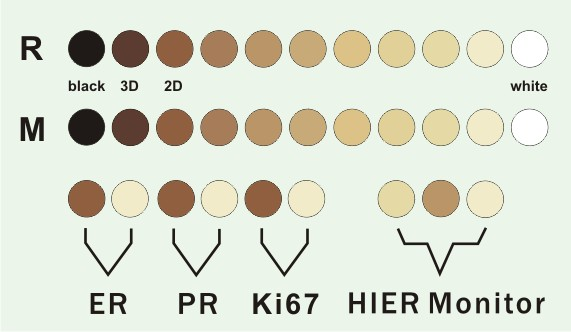 R
black 3D 2D white
M
ER PR Ki67 HIER Monitor